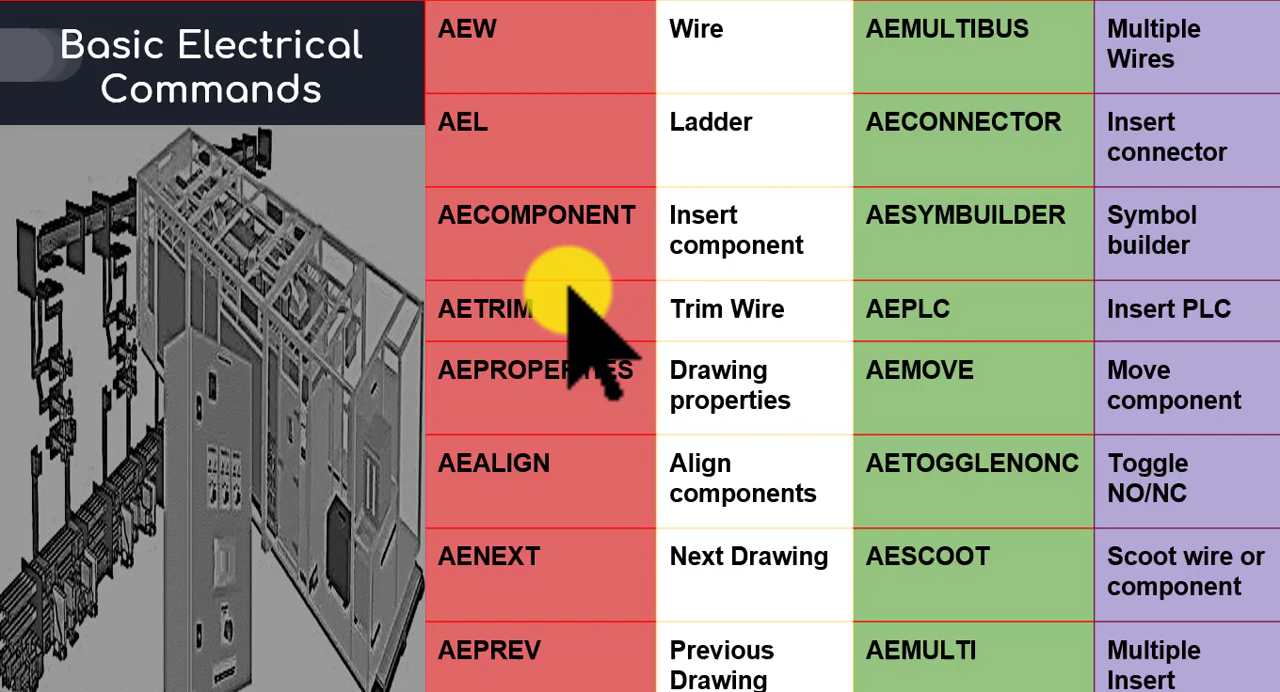 Basic Electrical
Commands
AEW
Wire
AEMULTIBUS
Multiple
Wires
AEL
Ladder
AECONNECTOR
Insert
connector
AECOMPONENT
Insert
component
AESYMBUILDER
Symbol
builder
AETRIM
Trim Wire
AEPLC
Insert PLC
AEPROPERTIES
Drawing
properties
AEMOVE
Move
component
AEALIGN
Align
components
AETOGGLENONC
Toggle
NO/NC
AENEXT
Next Drawing
AESCOOT
Scoot wire or
component
AEPREV
Previous
Drawing
AEMULTI
Multiple
Insert